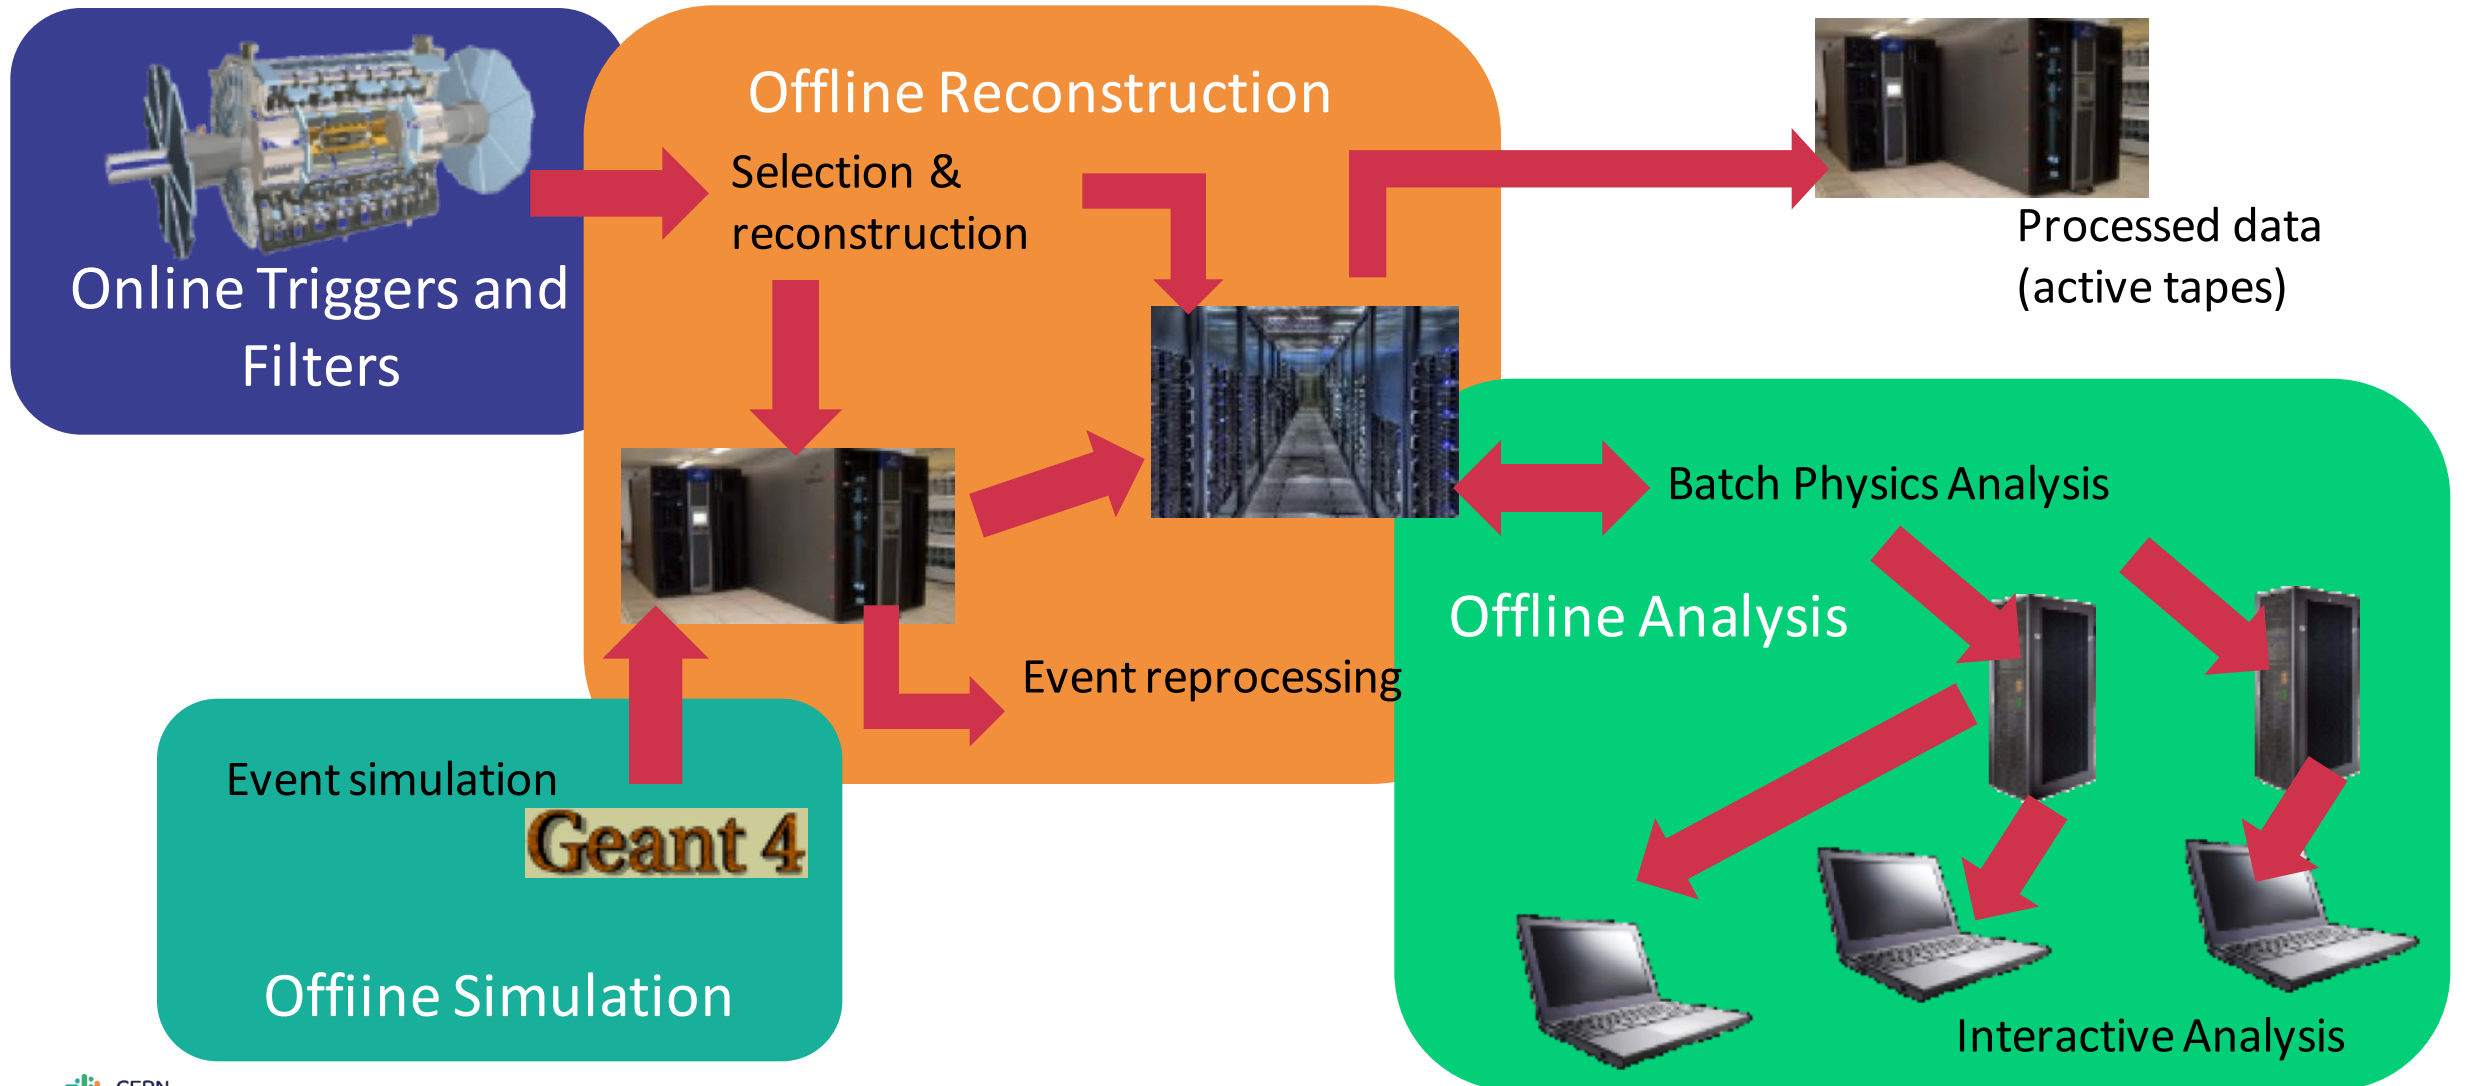 Offline Reconstruction
Selection &
reconstruction
Online Triggers and
Filters
Processed data
(active tapes)
Batch Physics Analysis
Offline Analysis
Event reprocessing
Event simulation
Geant 4
Offiine Simulation
Interactive Analysis
CERN